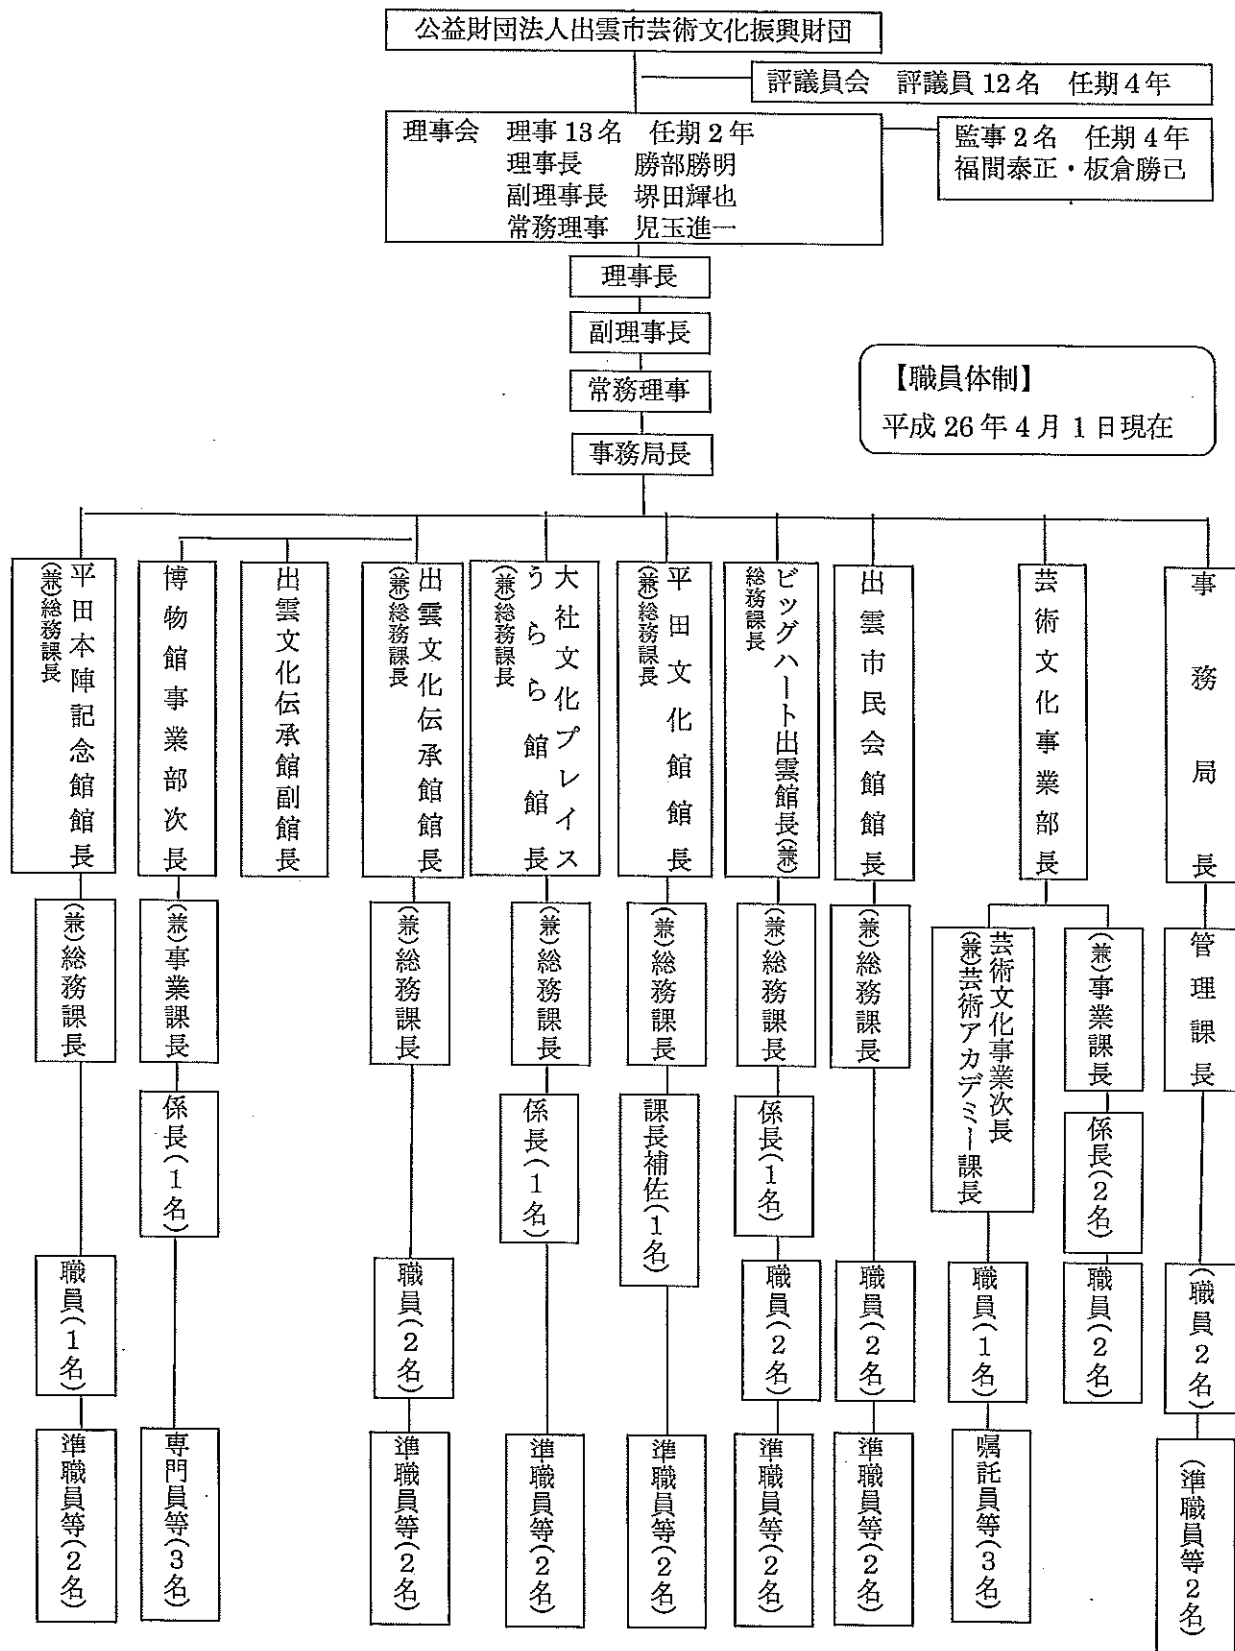 公益財団法人出雲市芸術文化振興財団
評議員会 評議員 12名 任期 4 年
理事会 理事 13 名 任期 2 年
理事長 勝部勝明
副理事長 堺田輝也
常務理事 児玉進一
監事 2 名 任期 4 年
福間泰正・板倉勝己
理事長
副理事長
常務理事
事務局長
【職員体制】
平成 26 年 4 月 1 日現在
平田本陣記念館館長
(兼)総務課長
博物館事業部次長
出雲文化伝承館副館長
出雲文化伝承館館長
(兼)総務課長
大社文化プレイス
うらら館館長
(兼)総務課長
平田文化館館長
(兼)総務課長
ビッグハート出雲館長(兼)
総務課長
出雲市民会館館長
芸術文化事業部長
事務局長
(兼)総務課長
(兼)事業課長
(兼)総務課長
(兼)総務課長
(兼)総務課長
(兼)総務課長
(兼)総務課長
芸術文化事業次長
(兼)芸術アカデミー課長
(兼)事業課長
管理課長
係長(1名)
係長(1名)
課長補佐(1名)
係長(1名)
係長(2名)
職員(1名)
職員(2名)
職員(2名)
職員(2名)
職員(1名)
職員(2名)
(職員2名)
準職員等(2名)
専門員等(3名)
準職員等(2名)
準職員等(2名)
準職員等(2名)
準職員等(2名)
準職員等(2名)
嘱託員等(3名)
(準職員等2名)